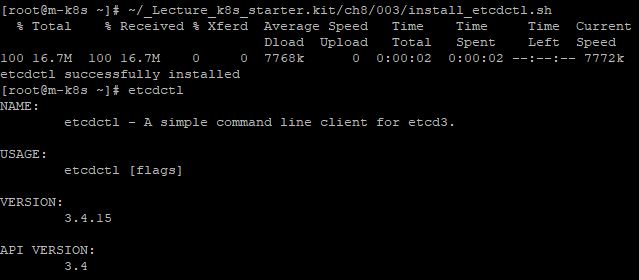 [root@m-k8s ~]# ~/_Lecture_k8s_starter.kit/ch8/003/install_etcdctl.sh
  % Total    % Received % Xferd  Average Speed   Time    Time     Time  Current
                                 Dload  Upload   Total   Spent    Left  Speed
100 16.7M  100 16.7M    0     0  7768k      0  0:00:02  0:00:02 --:--:-- 7772k
etcdctl successfully installed
[root@m-k8s ~]# etcdctl
NAME:
        etcdctl - A simple command line client for etcd3.

USAGE:
        etcdctl [flags]

VERSION:
        3.4.15

API VERSION:
        3.4